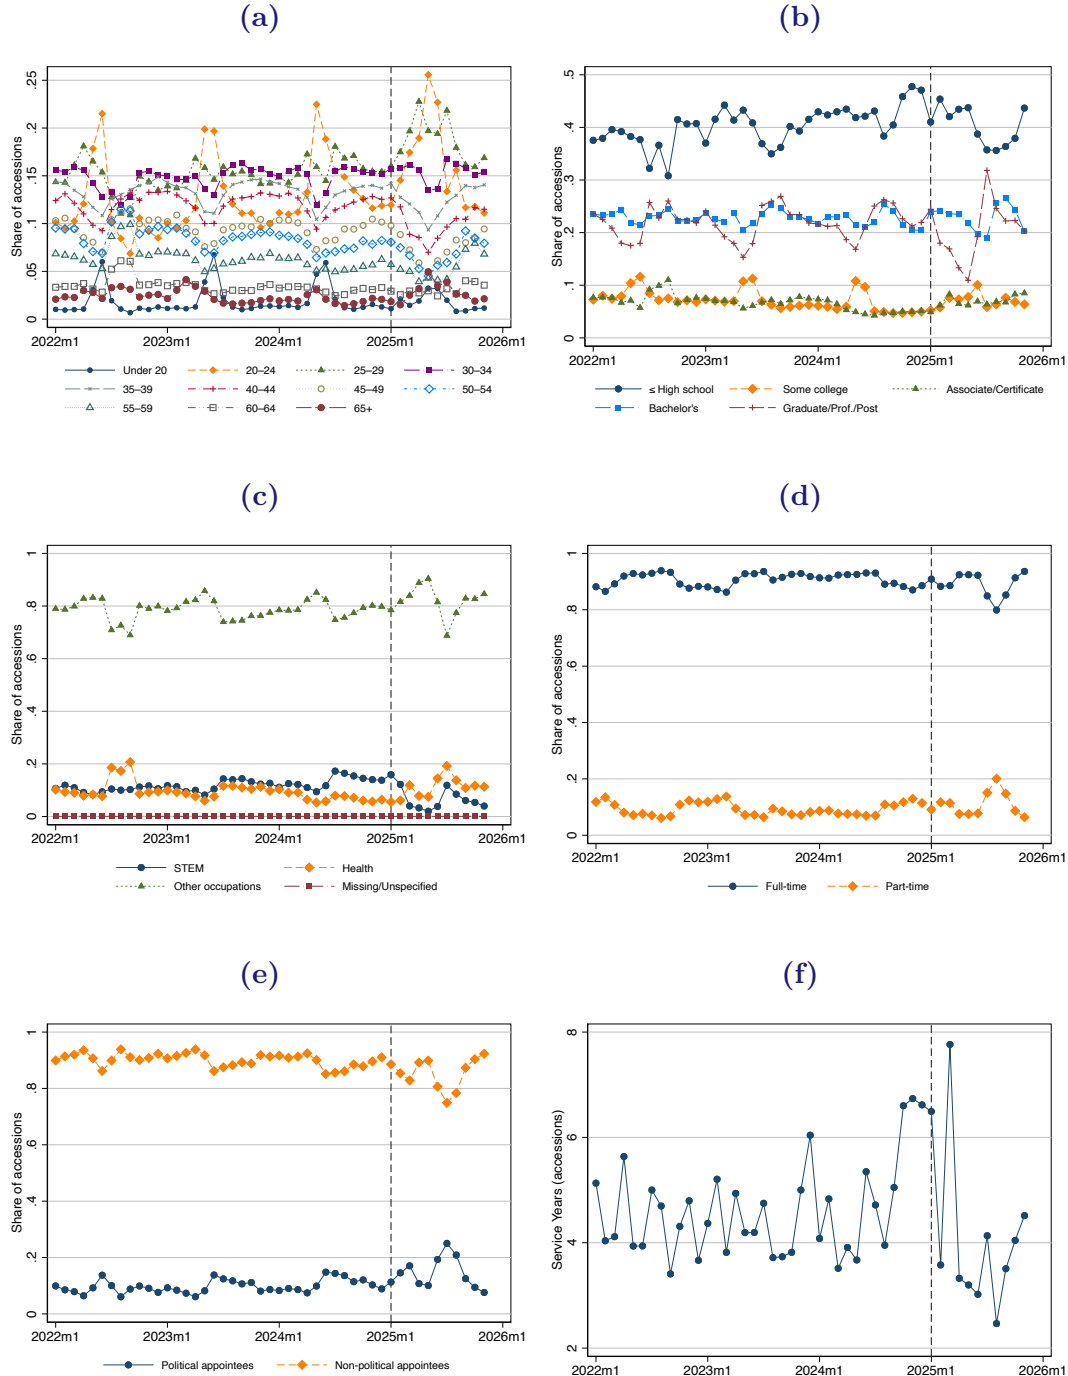 (a)
Share of accessions
.25
.2
.15
.1
.05
0
2022m1 2023m1 2024m1 2025m1 2026m1
Under 20 20–24 25–29 30–34
35–39 40–44 45–49 50–54
55–59 60–64 65+
(b)
Share of accessions
.5
.4
.3
.2
.1
0
2022m1 2023m1 2024m1 2025m1 2026m1
≤ High school Some college Associate/Certificate
Bachelor's Graduate/Prof./Post
(c)
Share of accessions
1
.8
.6
.4
.2
0
2022m1 2023m1 2024m1 2025m1 2026m1
STEM Health
Other occupations Missing/Unspecified
(d)
Share of accessions
1
.8
.6
.4
.2
0
2022m1 2023m1 2024m1 2025m1 2026m1
Full-time Part-time
(e)
Share of accessions
1
.8
.6
.4
.2
0
2022m1 2023m1 2024m1 2025m1 2026m1
Political appointees Non-political appointees
(f)
Service Years (accessions)
8
6
4
2
2022m1 2023m1 2024m1 2025m1 2026m1